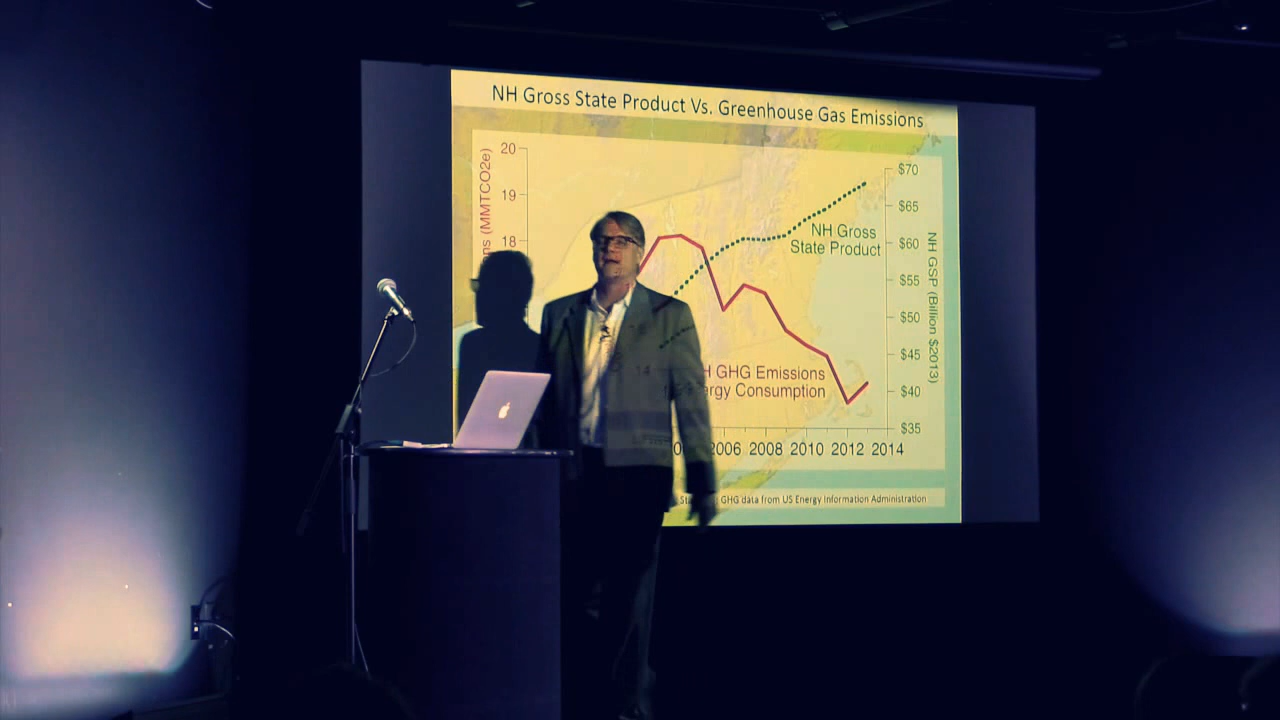 NH Gross State Product Vs. Greenhouse Gas Emissions
20
19
18
14
(MMTCO2e)
$70
$65
$60
$55
$50
$45
$40
$35
NH GSP (Billion $2013)
NH Gross
State Product
GHG Emissions
Consumption
2006 2008 2010 2012 2014
GHG data from US Energy Information Administration